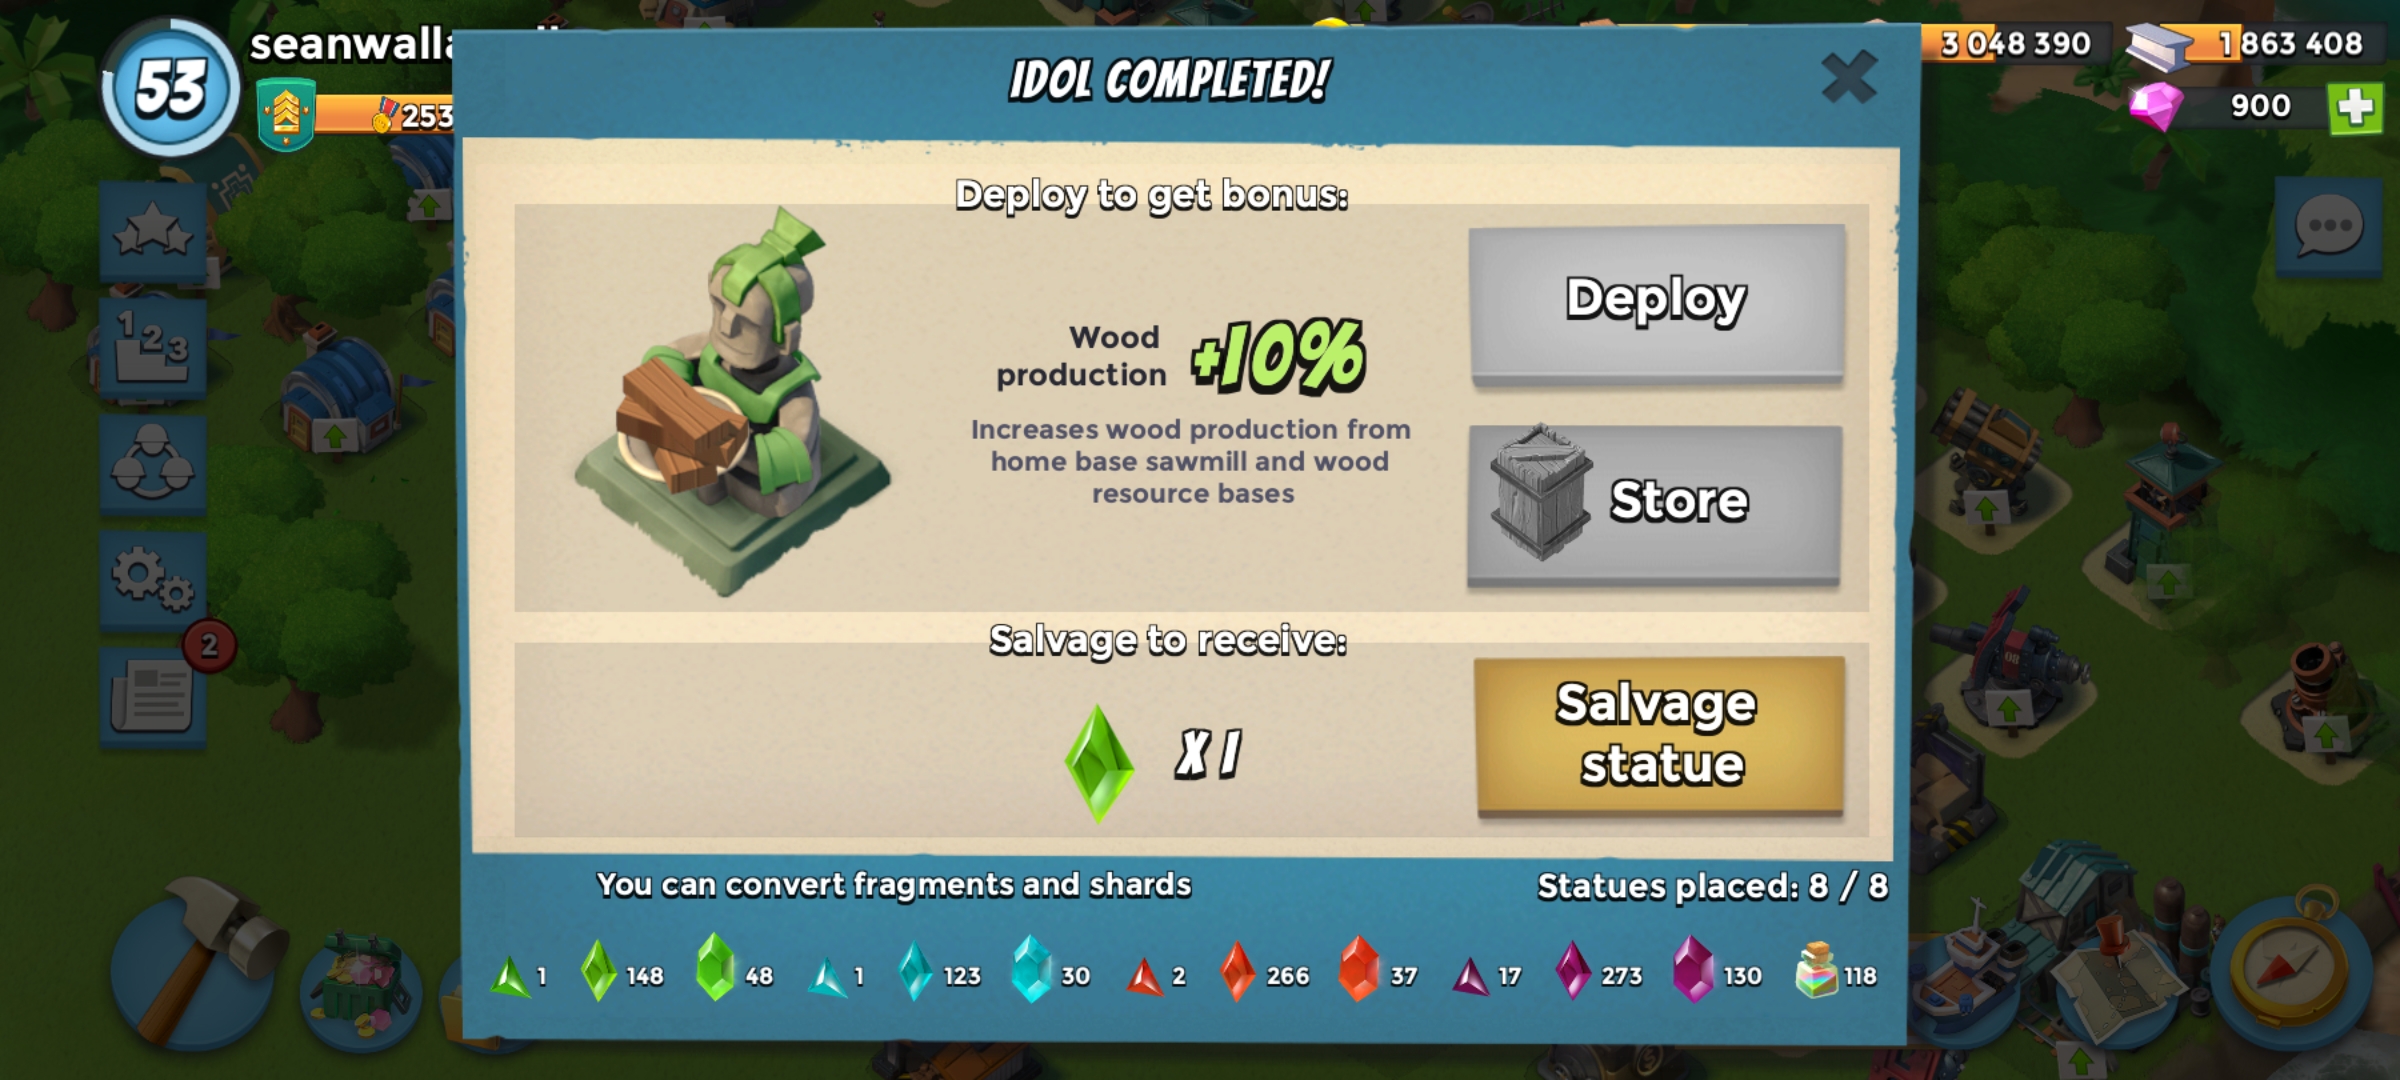 53
253
IDOL COMPLETED!
3 048 390
1 863 408
900
Deploy to get bonus:
Deploy
Wood
production +10%
Increases wood production from
home base sawmill and wood
resource bases
Store
1 2 3
2
Salvage to receive:
X 1
Salvage
statue
You can convert fragments and shards
Statues placed: 8 / 8
1 148 48 1 123 30 2 266 37 17 273 130 118